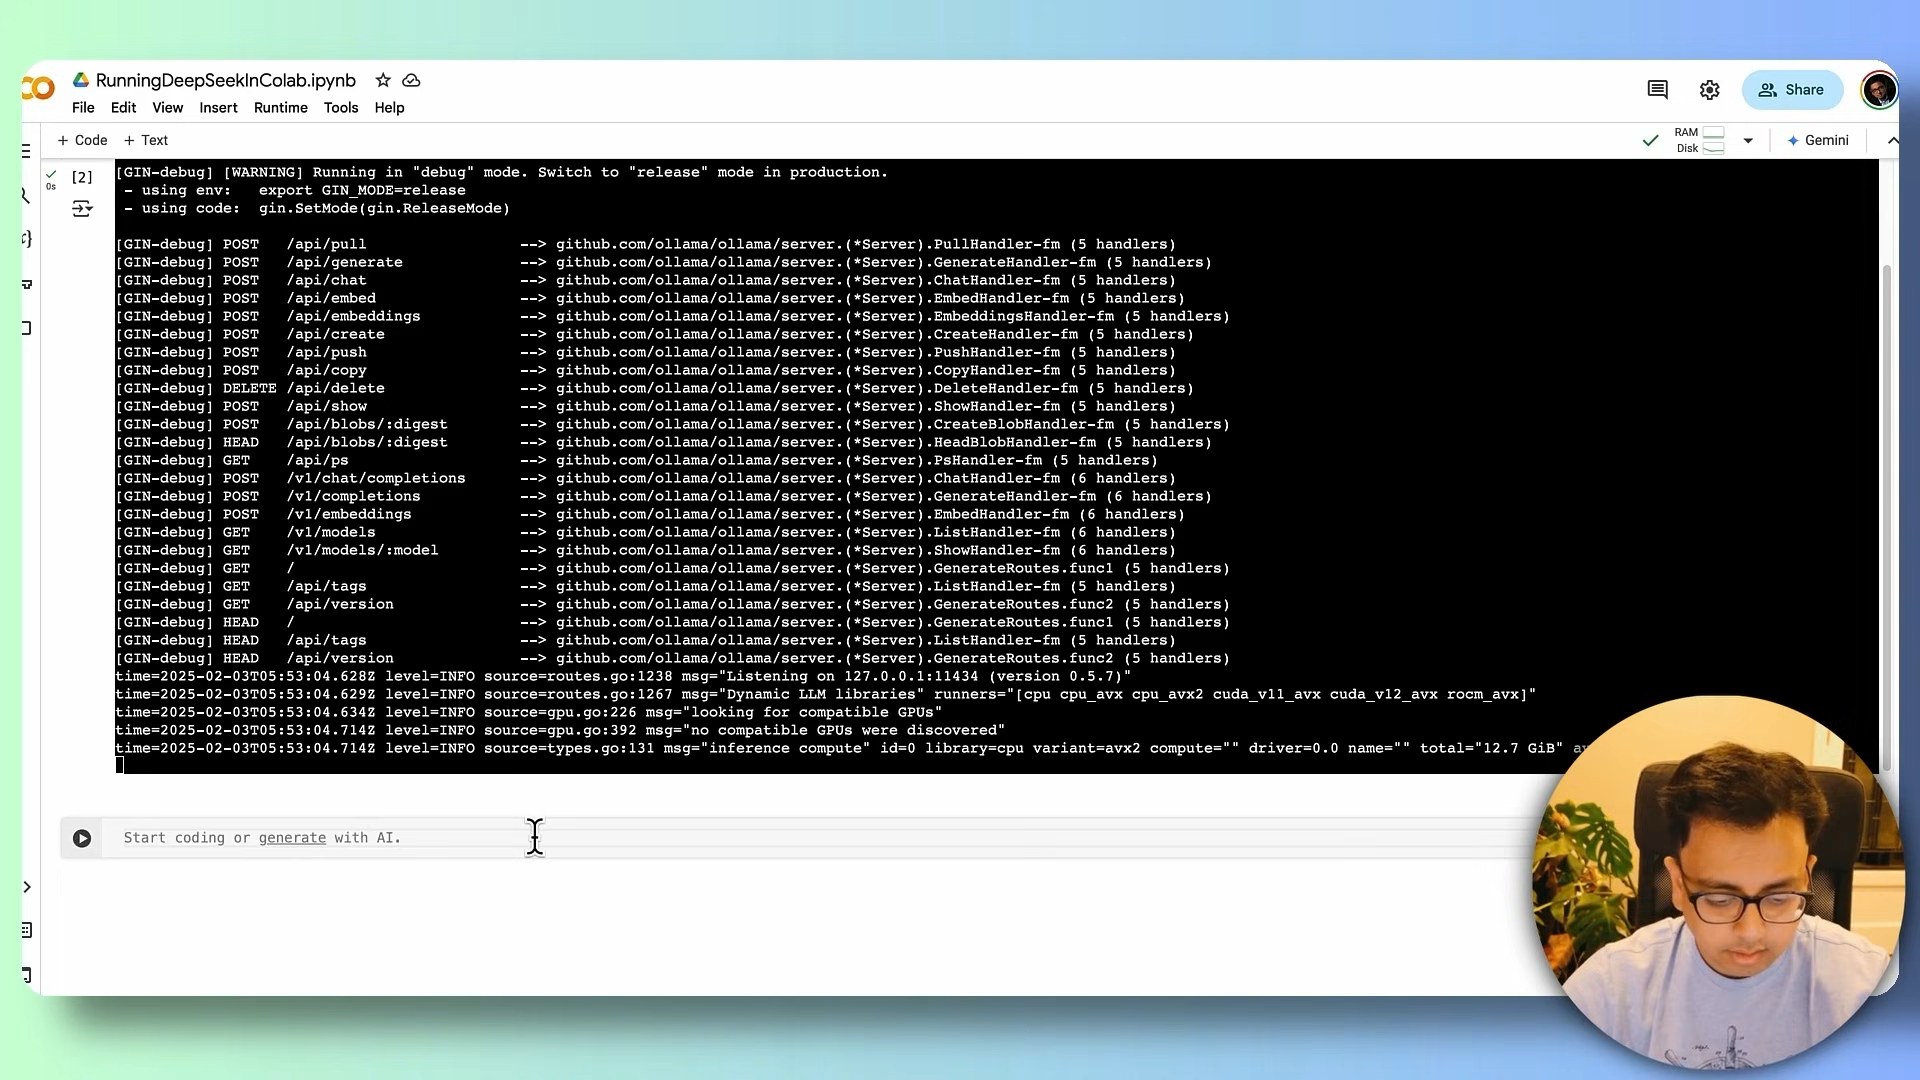 RunningDeepSeekInColab.ipynb
File Edit View Insert Runtime Tools Help
Share
+ Code + Text
RAM
Disk
Gemini
[2]
0s
[GIN-debug] [WARNING] Running in "debug" mode. Switch to "release" mode in production.
- using env: export GIN_MODE=release
- using code: gin.SetMode(gin.ReleaseMode)
[GIN-debug] POST /api/pull --> github.com/ollama/ollama/server.(*Server).PullHandler-fm (5 handlers)
[GIN-debug] POST /api/generate --> github.com/ollama/ollama/server.(*Server).GenerateHandler-fm (5 handlers)
[GIN-debug] POST /api/chat --> github.com/ollama/ollama/server.(*Server).ChatHandler-fm (5 handlers)
[GIN-debug] POST /api/embed --> github.com/ollama/ollama/server.(*Server).EmbedHandler-fm (5 handlers)
[GIN-debug] POST /api/embeddings --> github.com/ollama/ollama/server.(*Server).EmbeddingsHandler-fm (5 handlers)
[GIN-debug] POST /api/create --> github.com/ollama/ollama/server.(*Server).CreateHandler-fm (5 handlers)
[GIN-debug] POST /api/push --> github.com/ollama/ollama/server.(*Server).PushHandler-fm (5 handlers)
[GIN-debug] POST /api/copy --> github.com/ollama/ollama/server.(*Server).CopyHandler-fm (5 handlers)
[GIN-debug] DELETE /api/delete --> github.com/ollama/ollama/server.(*Server).DeleteHandler-fm (5 handlers)
[GIN-debug] POST /api/show --> github.com/ollama/ollama/server.(*Server).ShowHandler-fm (5 handlers)
[GIN-debug] POST /api/blobs/:digest --> github.com/ollama/ollama/server.(*Server).CreateBlobHandler-fm (5 handlers)
[GIN-debug] HEAD /api/blobs/:digest --> github.com/ollama/ollama/server.(*Server).HeadBlobHandler-fm (5 handlers)
[GIN-debug] GET /api/ps --> github.com/ollama/ollama/server.(*Server).PsHandler-fm (5 handlers)
[GIN-debug] POST /v1/chat/completions --> github.com/ollama/ollama/server.(*Server).ChatHandler-fm (6 handlers)
[GIN-debug] POST /v1/completions --> github.com/ollama/ollama/server.(*Server).GenerateHandler-fm (6 handlers)
[GIN-debug] POST /v1/embeddings --> github.com/ollama/ollama/server.(*Server).EmbedHandler-fm (6 handlers)
[GIN-debug] GET /v1/models --> github.com/ollama/ollama/server.(*Server).ListHandler-fm (6 handlers)
[GIN-debug] GET /v1/models/:model --> github.com/ollama/ollama/server.(*Server).ShowHandler-fm (6 handlers)
[GIN-debug] GET / --> github.com/ollama/ollama/server.(*Server).GenerateRoutes.func1 (5 handlers)
[GIN-debug] GET /api/tags --> github.com/ollama/ollama/server.(*Server).ListHandler-fm (5 handlers)
[GIN-debug] GET /api/version --> github.com/ollama/ollama/server.(*Server).GenerateRoutes.func2 (5 handlers)
[GIN-debug] HEAD / --> github.com/ollama/ollama/server.(*Server).GenerateRoutes.func1 (5 handlers)
[GIN-debug] HEAD /api/tags --> github.com/ollama/ollama/server.(*Server).ListHandler-fm (5 handlers)
[GIN-debug] HEAD /api/version --> github.com/ollama/ollama/server.(*Server).GenerateRoutes.func2 (5 handlers)
time=2025-02-03T05:53:04.628Z level=INFO source=routes.go:1238 msg="Listening on 127.0.0.1:11434 (version 0.5.7)"
time=2025-02-03T05:53:04.629Z level=INFO source=routes.go:1267 msg="Dynamic LLM libraries" runners="[cpu cpu_avx cpu_avx2 cuda_v11_avx cuda_v12_avx rocm_avx]"
time=2025-02-03T05:53:04.634Z level=INFO source=gpu.go:226 msg="looking for compatible GPUs"
time=2025-02-03T05:53:04.714Z level=INFO source=gpu.go:392 msg="no compatible GPUs were discovered"
time=2025-02-03T05:53:04.714Z level=INFO source=types.go:131 msg="inference compute" id=0 library=cpu variant=avx2 compute="" driver=0.0 name="" total="12.7 GiB"
Start coding or generate with AI.